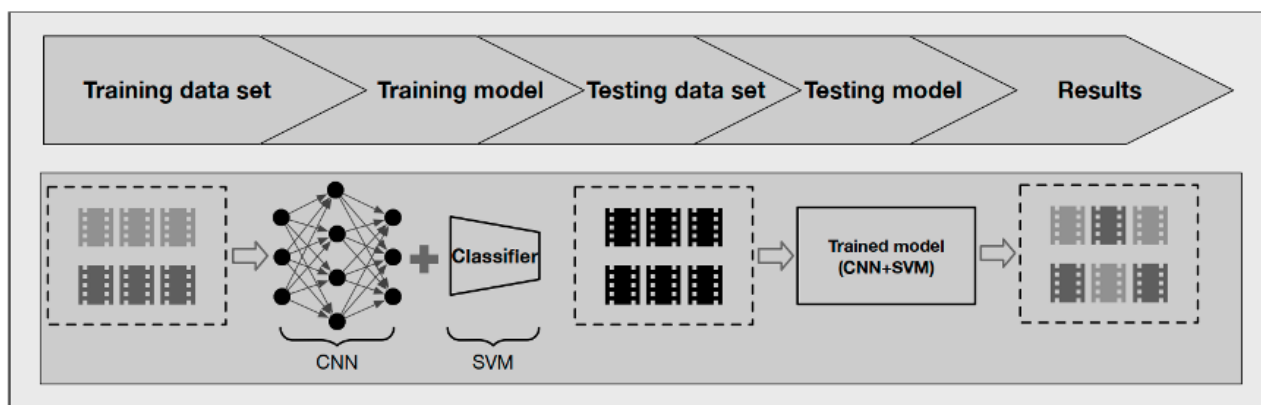 Training data set
Training model
Testing data set
Testing model
Results
Classifier
Trained model
(CNN+SVM)
CNN
SVM